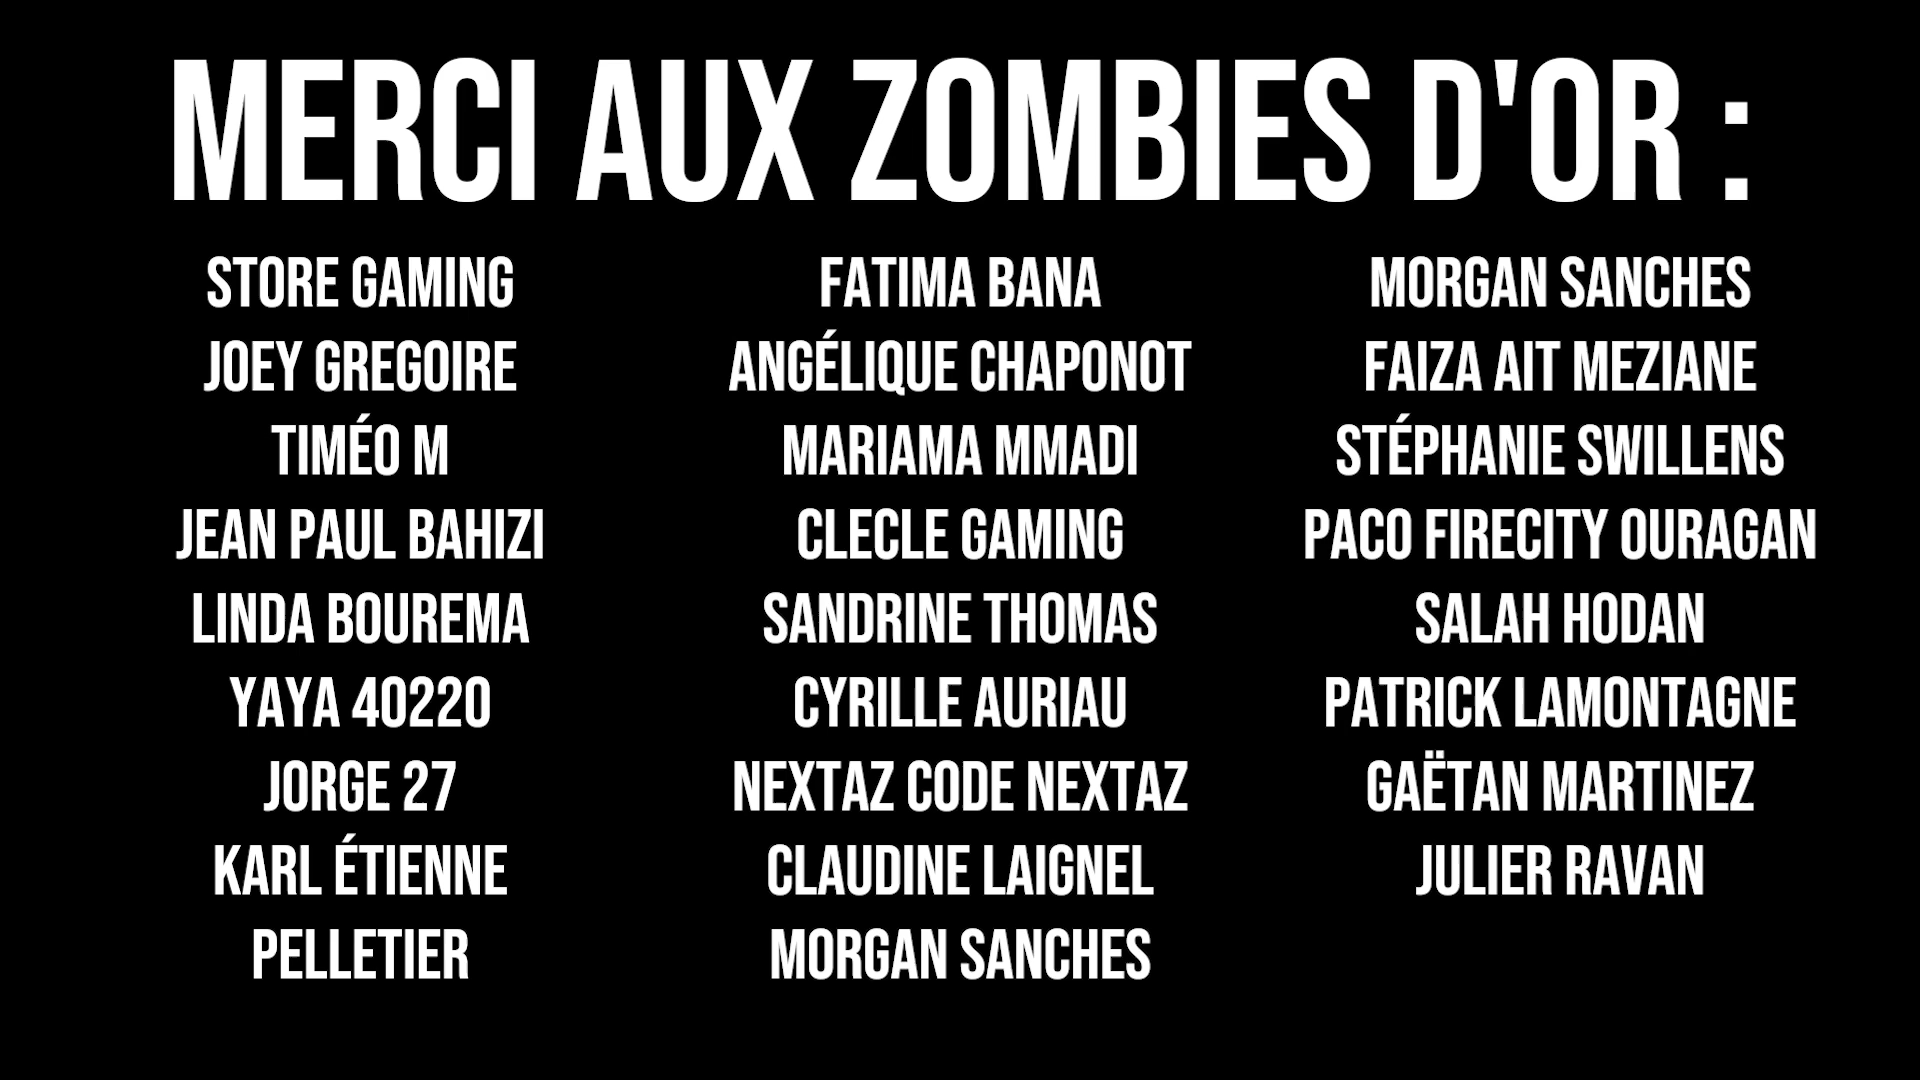 MERCI AUX ZOMBIES D'OR :
STORE GAMING
JOEY GREGOIRE
TIMÉO M
JEAN PAUL BAHIZI
LINDA BOUREMA
YAYA 40220
JORGE 27
KARL ÉTIENNE
PELLETIER
FATIMA BANA
ANGÉLIQUE CHAPONOT
MARIAMA MMADI
CLECLE GAMING
SANDRINE THOMAS
CYRILLE AURIAU
NEXTAZ CODE NEXTAZ
CLAUDINE LAIGNEL
MORGAN SANCHES
MORGAN SANCHES
FAIZA AIT MEZIANE
STÉPHANIE SWILLENS
PACO FIRECITY OURAGAN
SALAH HODAN
PATRICK LAMONTAGNE
GAËTAN MARTINEZ
JULIER RAVAN